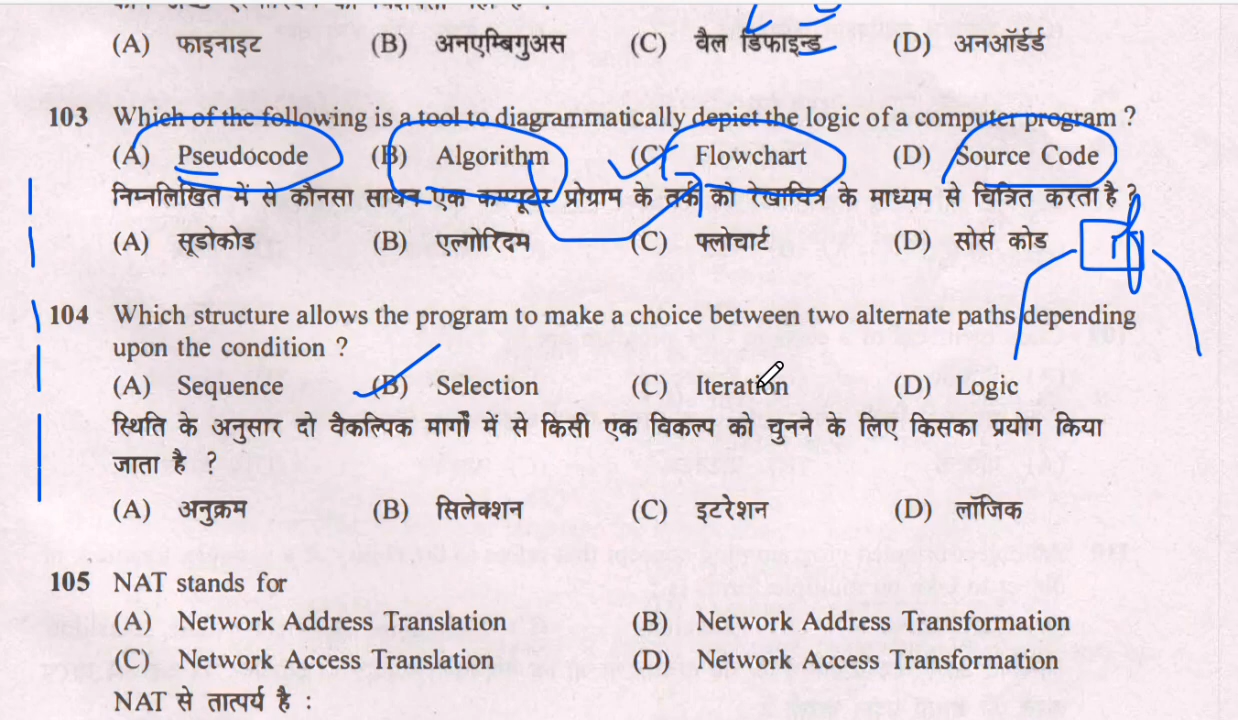 (A) फाइनाइट (B) अनएम्बिगुअस (C) वैल डिफाइन्ड (D) अनऑर्डर्ड
103 Which of the following is a tool to diagrammatically depict the logic of a computer program ?
(A) Pseudocode (B) Algorithm (C) Flowchart (D) Source Code
निम्नलिखित में से कौनसा साधन एक कम्प्यूटर प्रोग्राम के तर्क को रेखाचित्र के माध्यम से चित्रित करता है ?
(A) सूडोकोड (B) एल्गोरिदम (C) फ्लोचार्ट (D) सोर्स कोड
if
104 Which structure allows the program to make a choice between two alternate paths depending
upon the condition ?
(A) Sequence (B) Selection (C) Iteration (D) Logic
स्थिति के अनुसार दो वैकल्पिक मार्गों में से किसी एक विकल्प को चुनने के लिए किसका प्रयोग किया
जाता है ?
(A) अनुक्रम (B) सिलेक्शन (C) इटरेशन (D) लॉजिक
105 NAT stands for
(A) Network Address Translation (B) Network Address Transformation
(C) Network Access Translation (D) Network Access Transformation
NAT से तात्पर्य है :